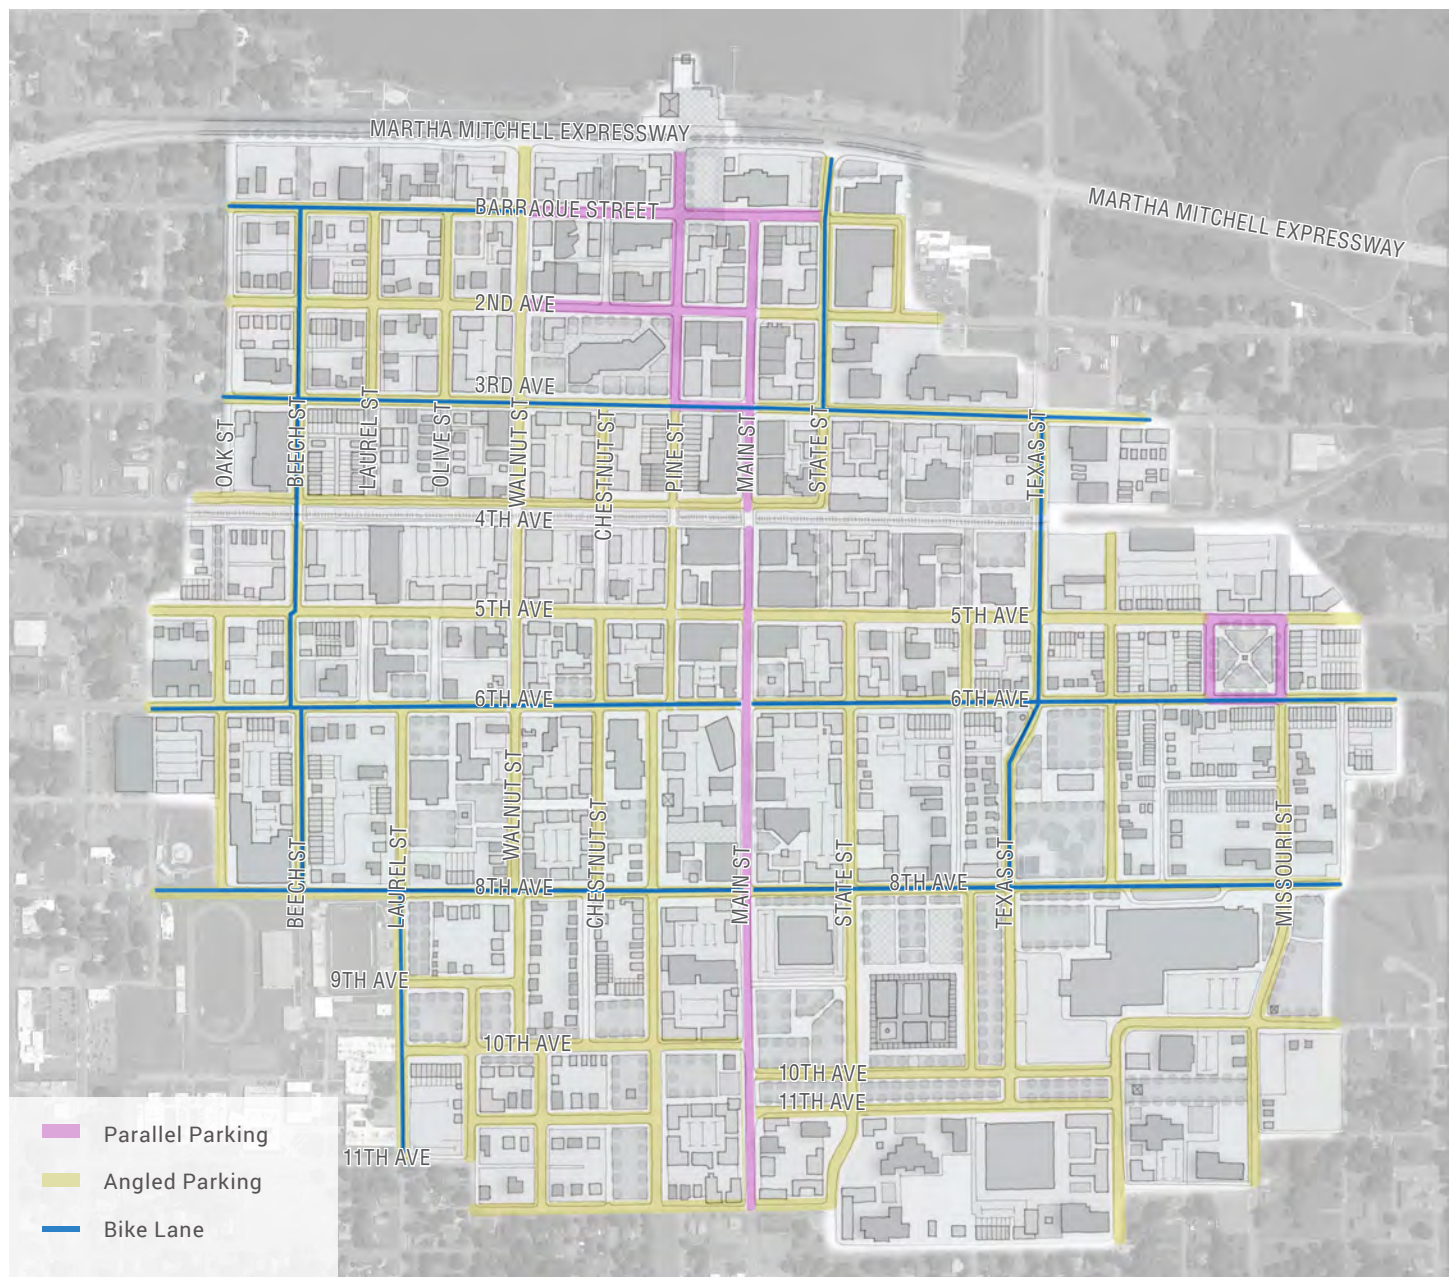 MARTHA MITCHELL EXPRESSWAY
MARTHA MITCHELL EXPRESSWAY
BARRAQUE STREET
2ND AVE
3RD AVE
OAK ST
BEECH ST
LAUREL ST
OLIVE ST
WALNUT ST
CHESTNUT ST
PINE ST
MAIN ST
STATE ST
TEXAS ST
4TH AVE
5TH AVE
5TH AVE
6TH AVE
6TH AVE
WALNUT ST
CHESTNUT ST
BEECH ST
LAUREL ST
MAIN ST
STATE ST
TEXAS ST
MISSOURI ST
8TH AVE
8TH AVE
9TH AVE
10TH AVE
10TH AVE
11TH AVE
11TH AVE
Parallel Parking
Angled Parking
Bike Lane